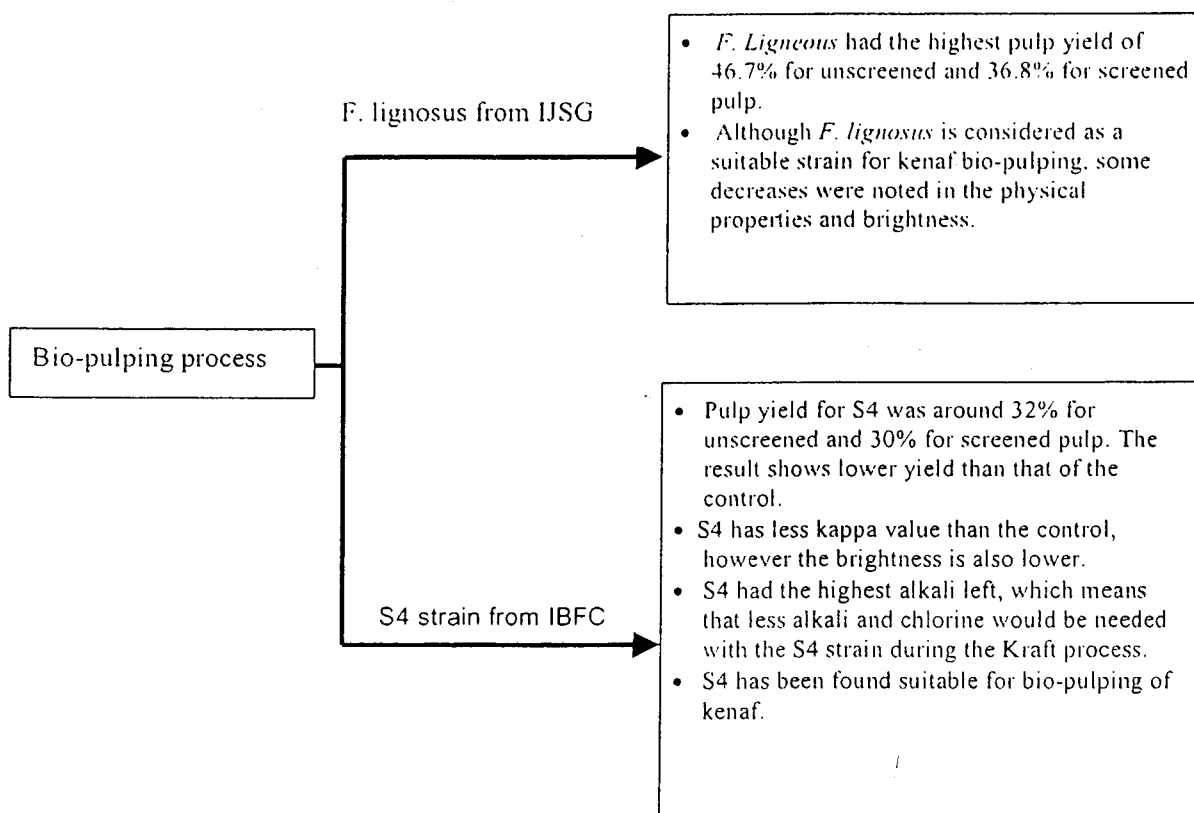 F. lignosus from IJSG
• F. Ligneous had the highest pulp yield of
46.7% for unscreened and 36.8% for screened
pulp.
• Although F. lignosus is considered as a
suitable strain for kenaf bio-pulping, some
decreases were noted in the physical
properties and brightness.
Bio-pulping process
S4 strain from IBFC
• Pulp yield for S4 was around 32% for
unscreened and 30% for screened pulp. The
result shows lower yield than that of the
control.
• S4 has less kappa value than the control,
however the brightness is also lower.
• S4 had the highest alkali left, which means
that less alkali and chlorine would be needed
with the S4 strain during the Kraft process.
• S4 has been found suitable for bio-pulping of
kenaf.